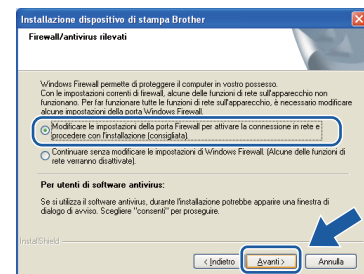 Installazione dispositivo di stampa Brother
Firewall/antivirus rilevati
Windows Firewall permette di proteggere il computer in vostro possesso.
Con le impostazioni correnti di firewall, alcune delle funzioni di rete sull'apparecchio non
funzionano. Per far funzionare tutte le funzioni di rete sull'apparecchio, è necessario modificare
alcune impostazioni della porta Windows Firewall.
Modificare le impostazioni della porta Firewall per attivare la connessione in rete e
procedere con l'installazione (consigliata).
Continuare senza modificare le impostazioni di Windows Firewall. (Alcune delle funzioni di
rete verranno disattivate).
Per utenti di software antivirus:
Se si utilizza il software antivirus, durante l'installazione potrebbe apparire una finestra di
dialogo di avviso. Scegliere "consenti" per proseguire.
InstallShield
< Indietro
Avanti >
Annulla